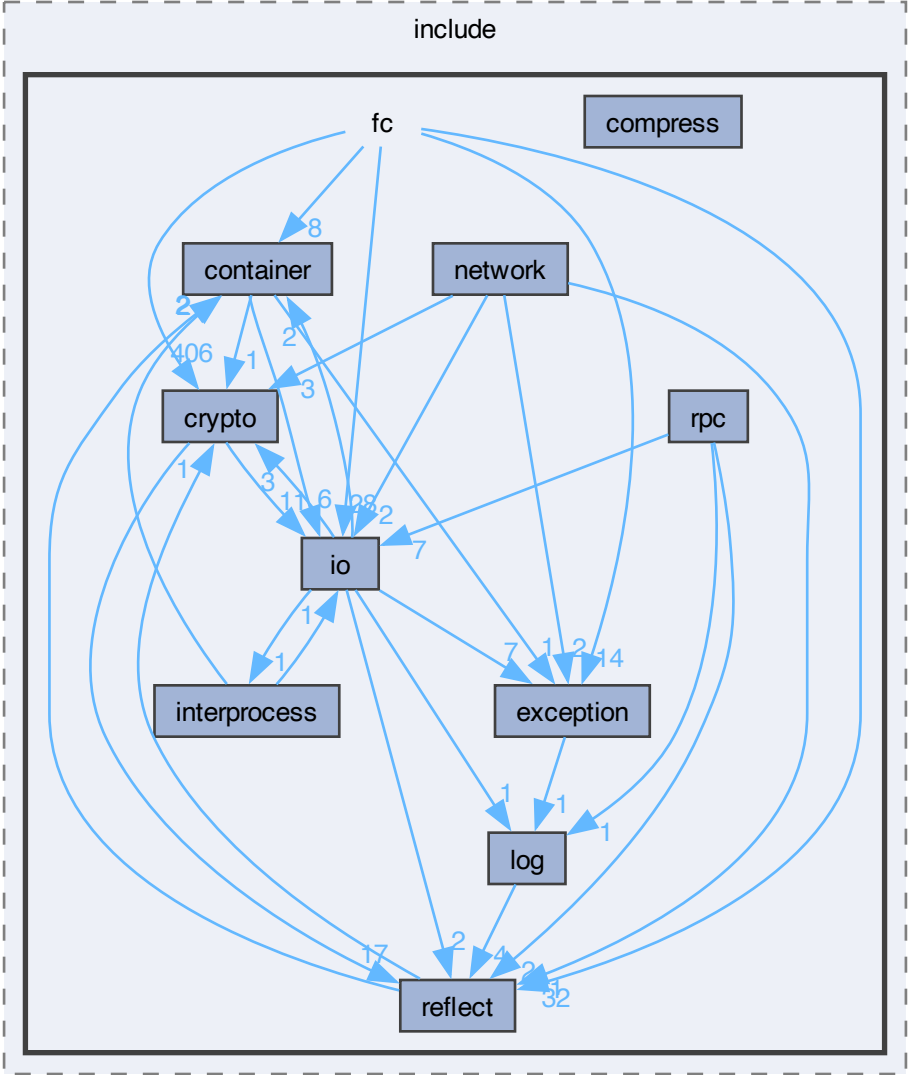 include
fc
compress
8
container
network
2
2
406
1
3
crypto
rpc
1
3
11
6
28
2
7
io
1
1
7
1
2
14
interprocess
exception
1
1
1
log
17
2
4
2
1
32
reflect